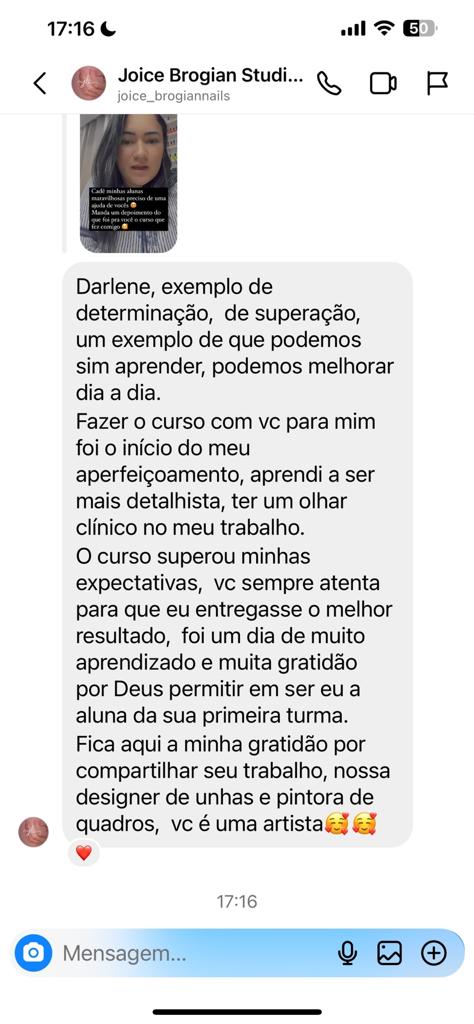 17:16
50
Joice Brogian Studi...
joice_brogiannails
Cadê minhas alunas
maravilhosas preciso de uma
ajuda de vocês 🥹
Manda um depoimento do
que foi pra você o curso que
fez comigo 🥰
Darlene, exemplo de
determinação,  de superação,
um exemplo de que podemos
sim aprender, podemos melhorar
dia a dia.
Fazer o curso com vc para mim
foi o início do meu
aperfeiçoamento, aprendi a ser
mais detalhista, ter um olhar
clínico no meu trabalho.
O curso superou minhas
expectativas,  vc sempre atenta
para que eu entregasse o melhor
resultado,  foi um dia de muito
aprendizado e muita gratidão
por Deus permitir em ser eu a
aluna da sua primeira turma.
Fica aqui a minha gratidão por
compartilhar seu trabalho, nossa
designer de unhas e pintora de
quadros,  vc é uma artista🥰🥰
❤️
17:16
Mensagem...